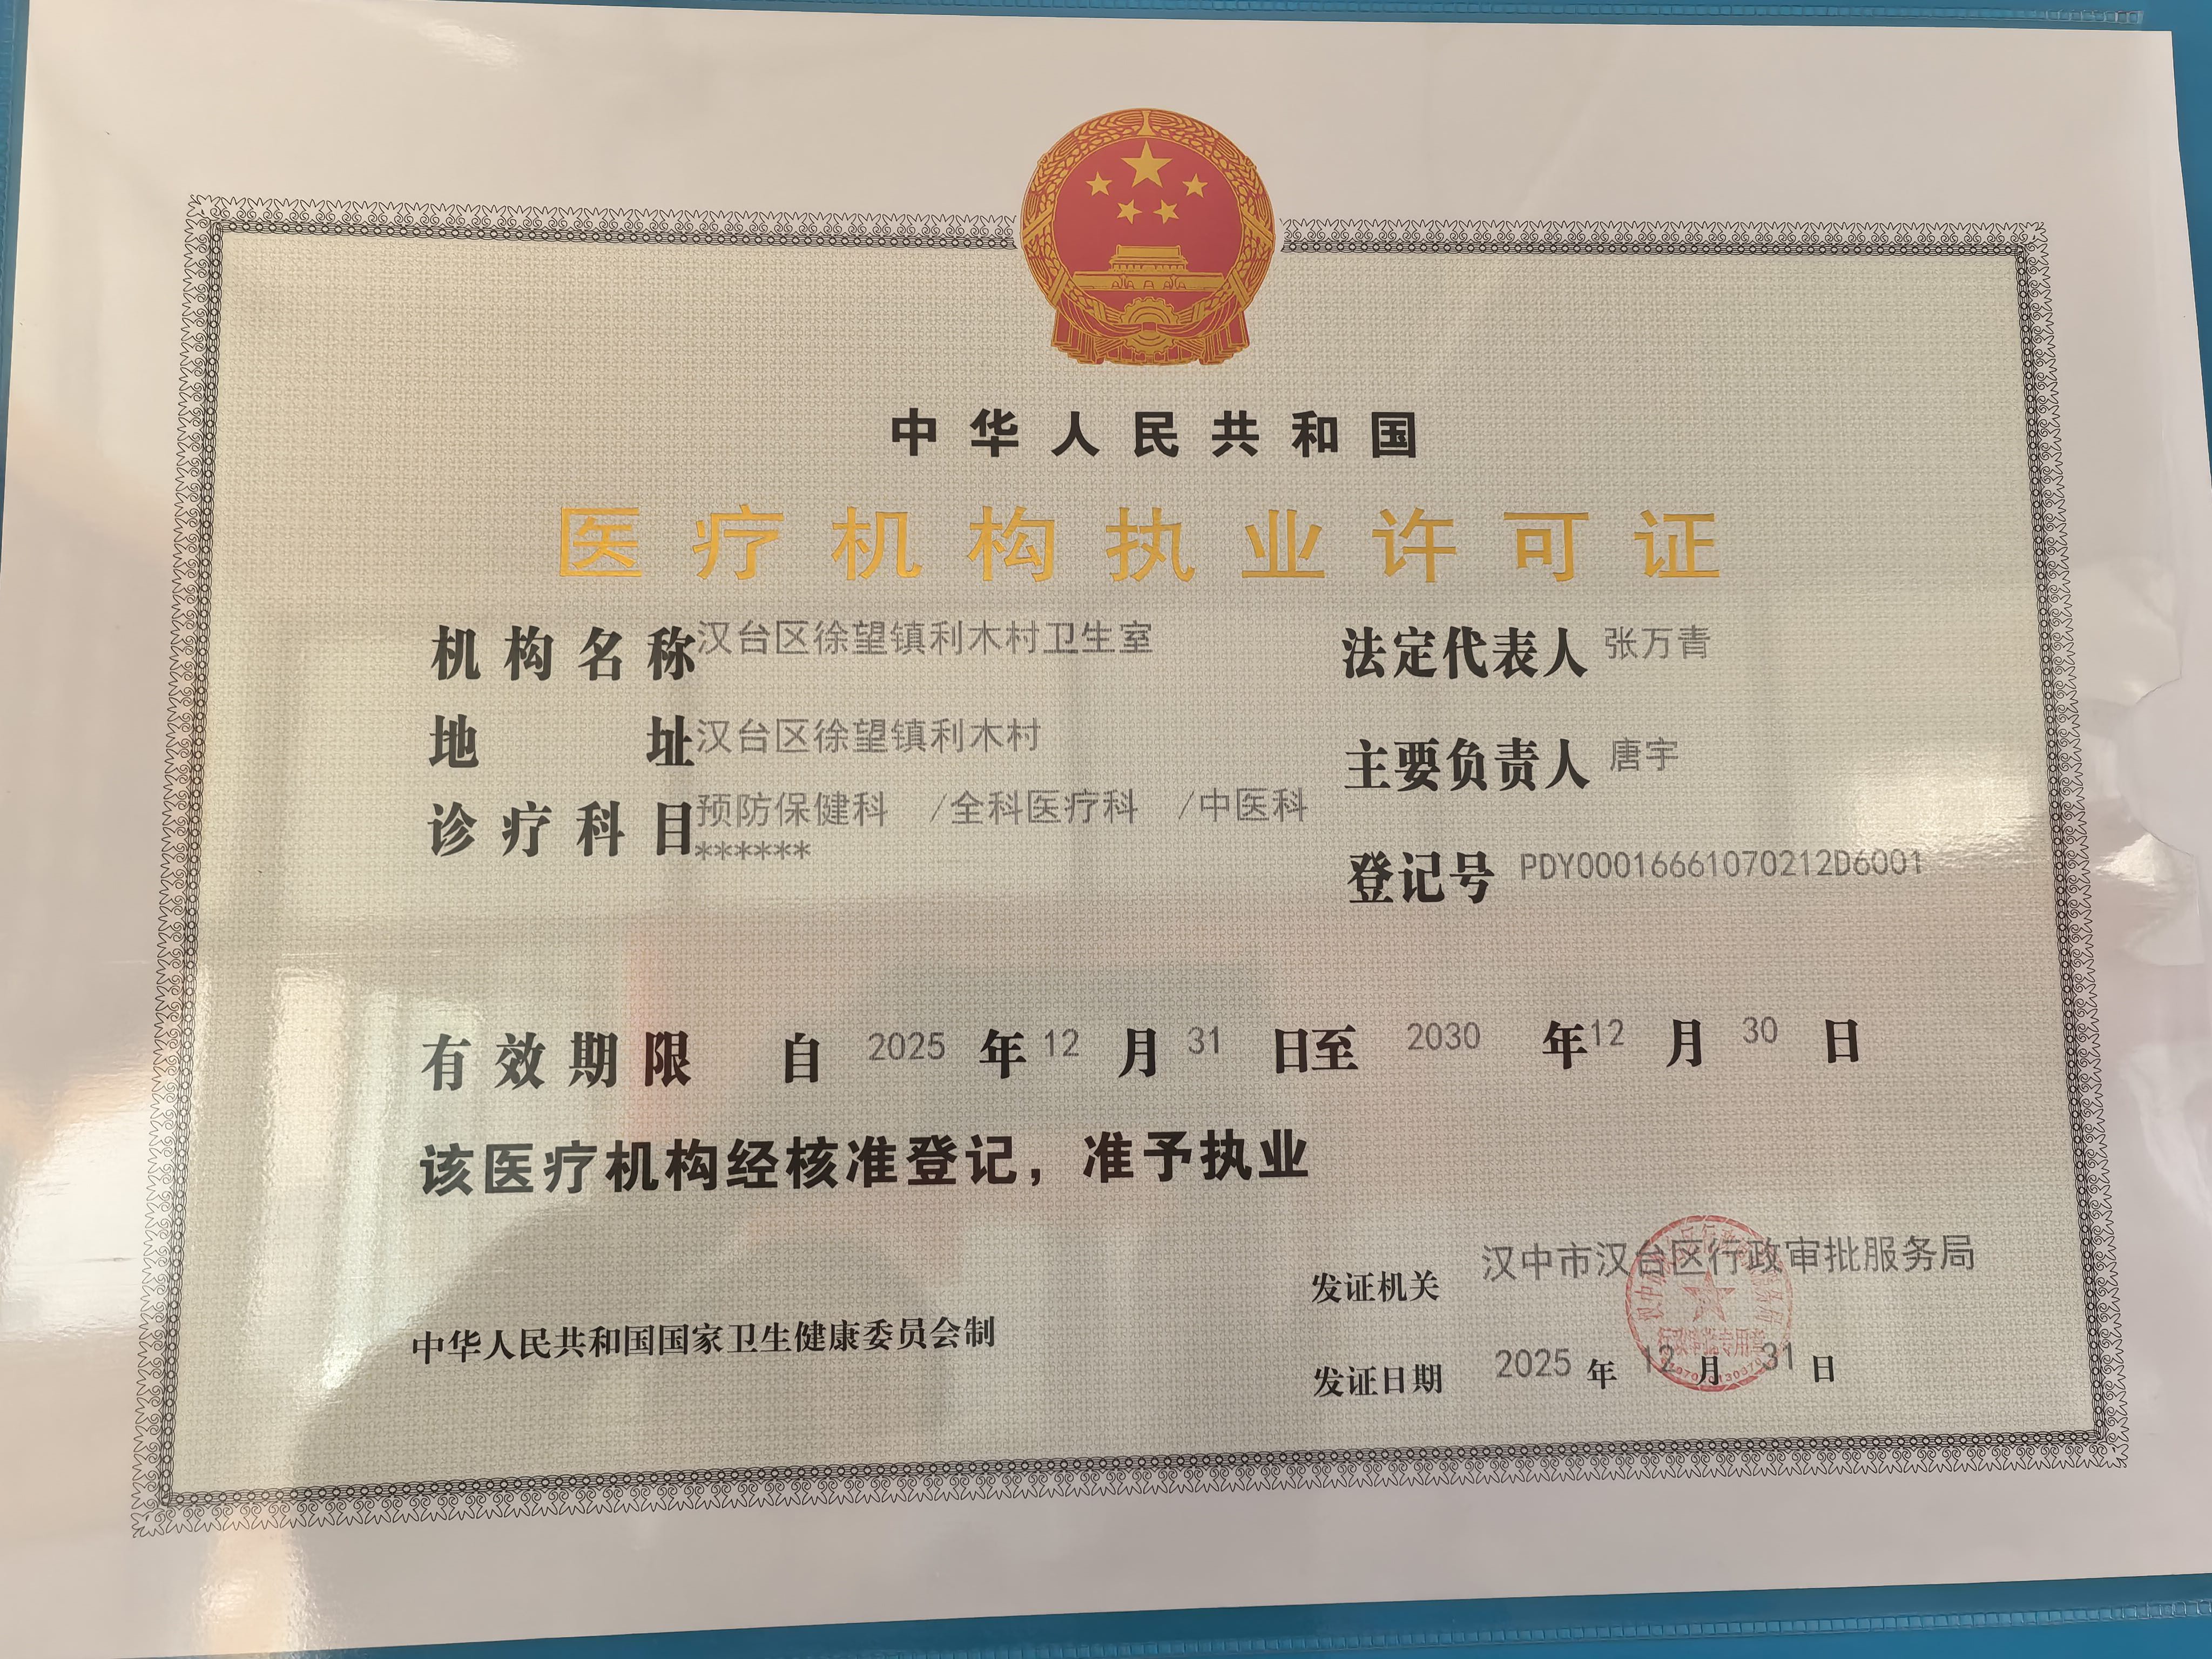 中华人民共和国
医疗机构执业许可证
机构名称 汉台区徐望镇利木村卫生室
法定代表人 张万青
地址 汉台区徐望镇利木村
主要负责人 唐宇
诊疗科目 预防保健科 /全科医疗科 /中医科
******
登记号 PDY00016661070212D6001
有效期限 自 2025 年 12 月 31 日至 2030 年 12 月 30 日
该医疗机构经核准登记，准予执业
发证机关 汉中市汉台区行政审批服务局
中华人民共和国国家卫生健康委员会制
发证日期 2025 年 12 月 31 日
行政审批专用章